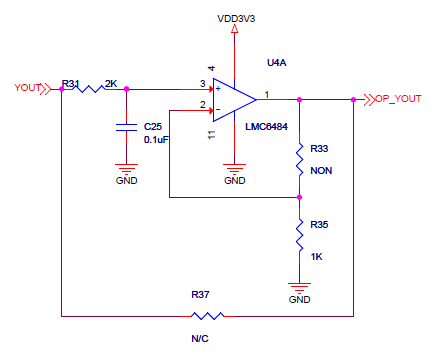 VDD3V3
4
U4A
YOUT
R31
2K
3
+
1
OP_YOUT
2
-
LMC6484
C25
0.1uF
11
R33
NON
GND
GND
R35
1K
GND
R37
N/C